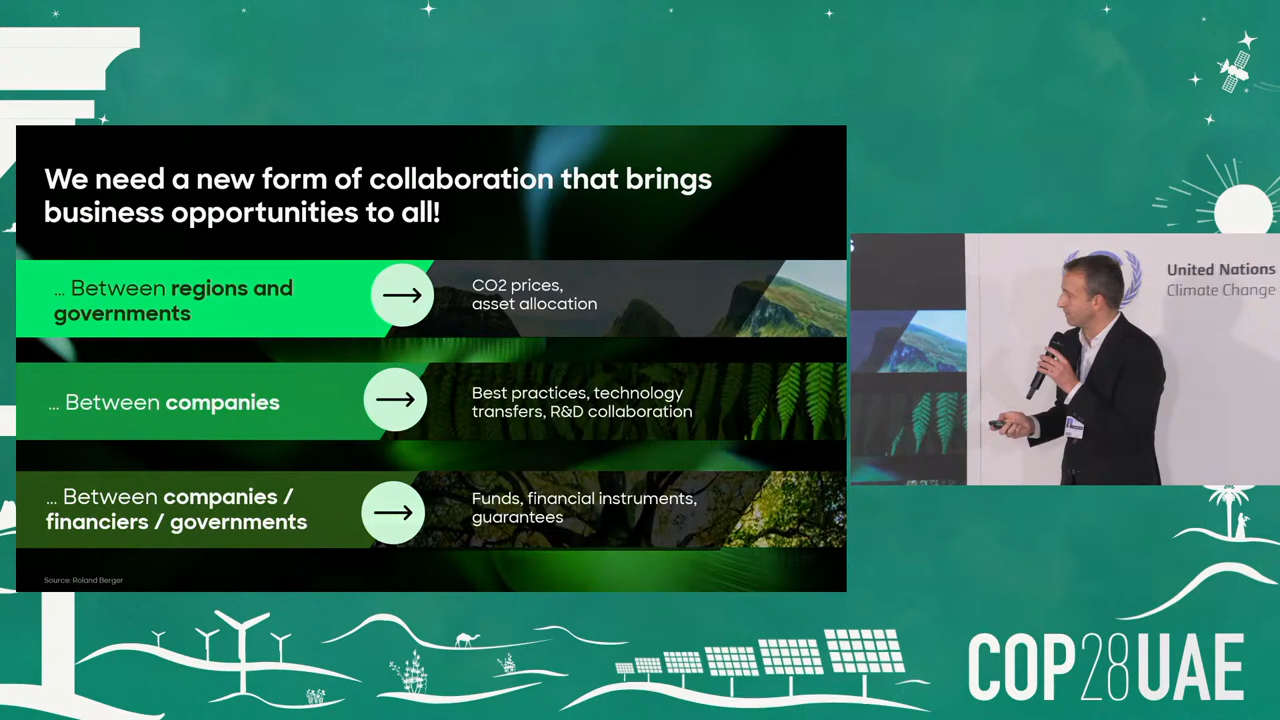 We need a new form of collaboration that brings
business opportunities to all!
... Between regions and
governments
CO2 prices,
asset allocation
... Between companies
Best practices, technology
transfers, R&D collaboration
... Between companies /
financiers / governments
Funds, financial instruments,
guarantees
Source: Roland Berger
United Nations
Climate Change
COP28UAE